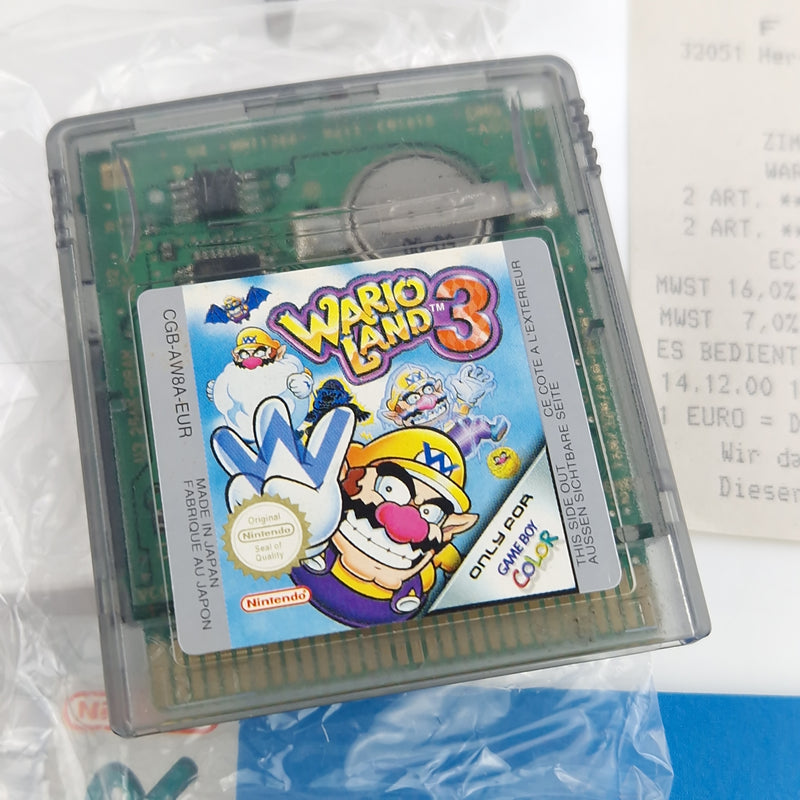 WARIO
LAND™ 3
CGB-AW8A-EUR
MADE IN JAPAN
FABRIQUE AU JAPON
Original
Nintendo
Seal of
Quality
Nintendo
ONLY FOR
GAME BOY
COLOR
THIS SIDE OUT CE COTE A L'EXTERIEUR
AUSSEN SICHTBARE SEITE
F
32051 Her
ZIM
WAR
2 ART. **
2 ART. **
EC-
MWST 16,0%
MWST 7,0%
ES BEDIENT
14.12.00 1
1 EURO = D
Wir da
Diesen